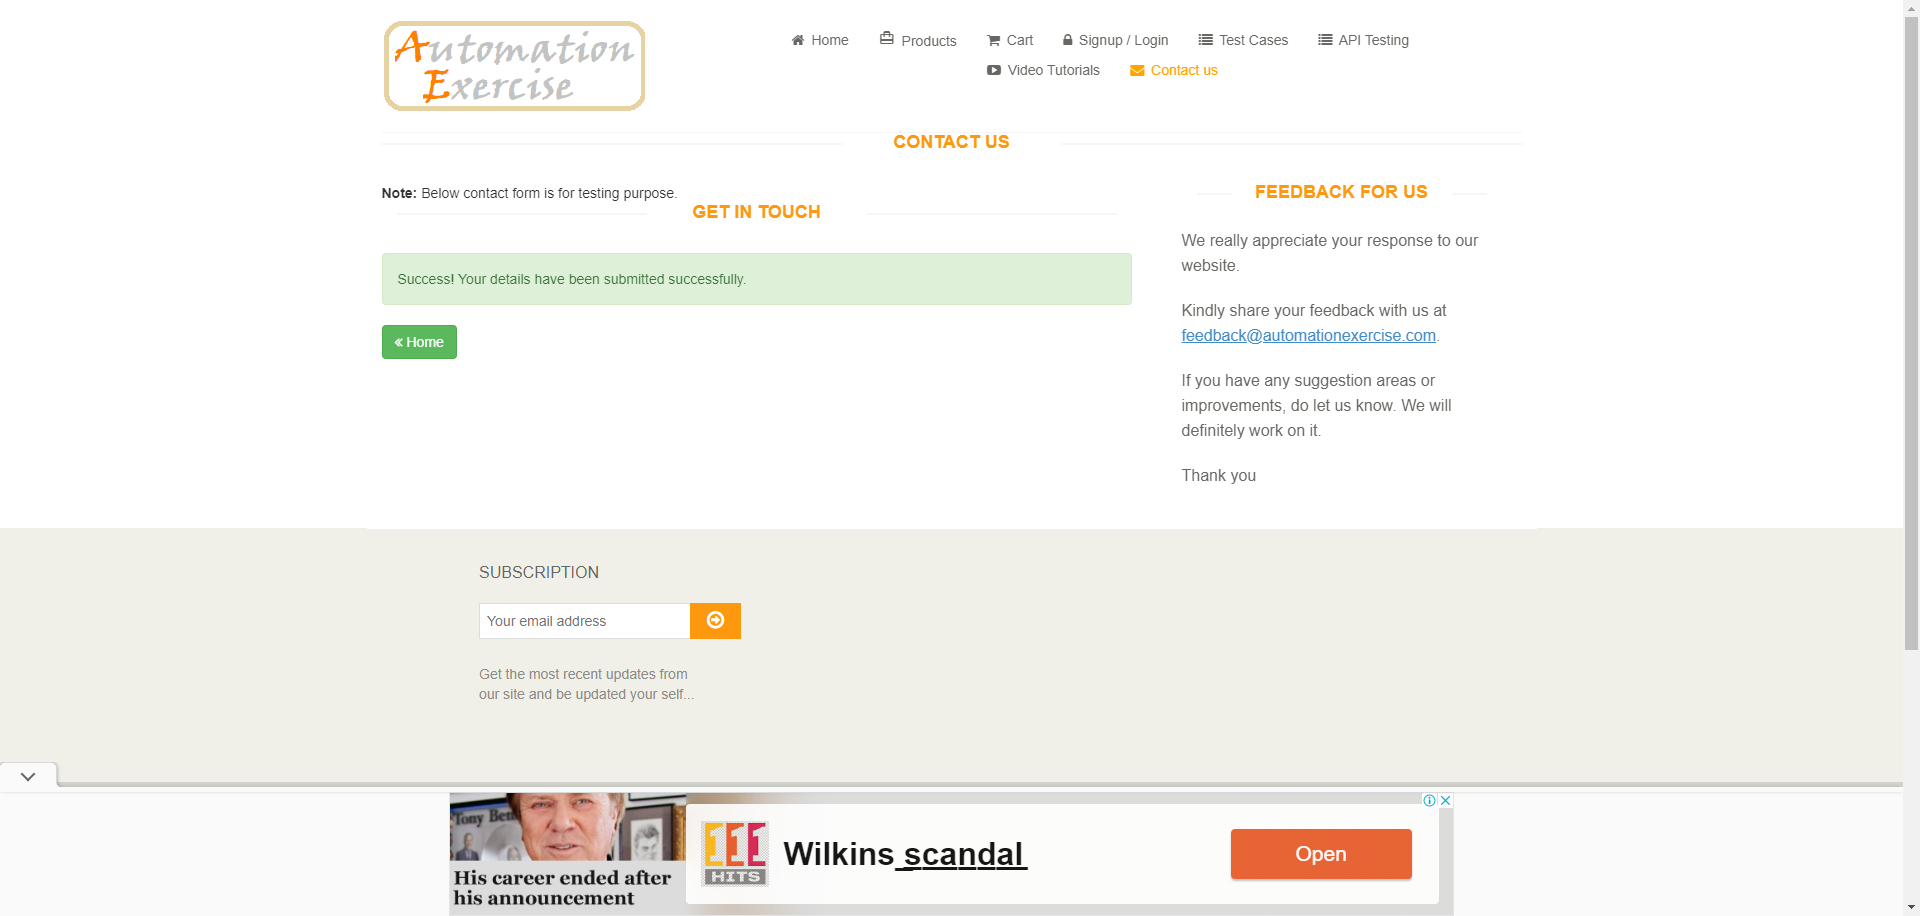 Automation
Exercise
Home
Products
Cart
Signup / Login
Test Cases
API Testing
Video Tutorials
Contact us
CONTACT US
Note: Below contact form is for testing purpose.
GET IN TOUCH
Success! Your details have been submitted successfully.
« Home
FEEDBACK FOR US
We really appreciate your response to our
website.
Kindly share your feedback with us at
feedback@automationexercise.com.
If you have any suggestion areas or
improvements, do let us know. We will
definitely work on it.
Thank you
SUBSCRIPTION
Your email address
Get the most recent updates from
our site and be updated your self...
Tony Ben
His career ended after
his announcement
111
HITS
Wilkins scandal
Open